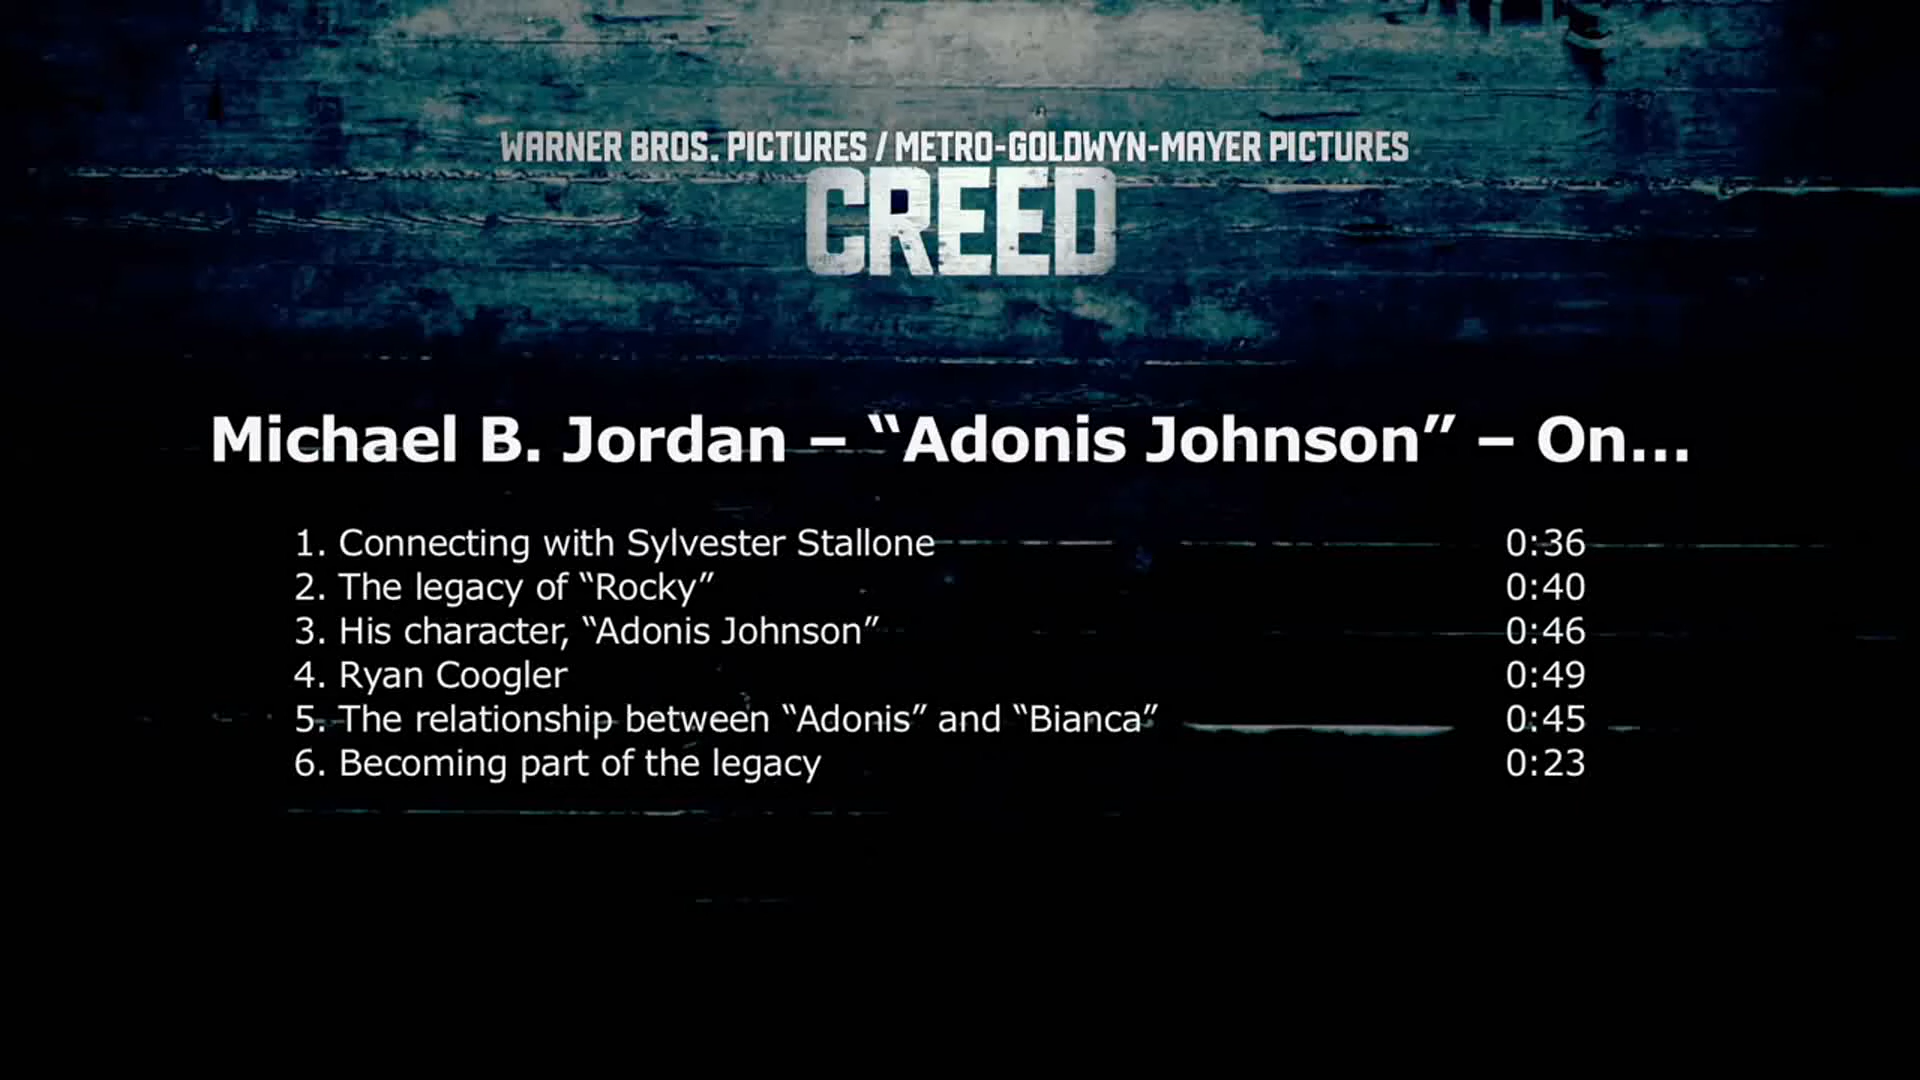 WARNER BROS. PICTURES / METRO-GOLDWYN-MAYER PICTURES
CREED
Michael B. Jordan – “Adonis Johnson” – On...
1. Connecting with Sylvester Stallone 0:36
2. The legacy of “Rocky” 0:40
3. His character, “Adonis Johnson” 0:46
4. Ryan Coogler 0:49
5. The relationship between “Adonis” and “Bianca” 0:45
6. Becoming part of the legacy 0:23